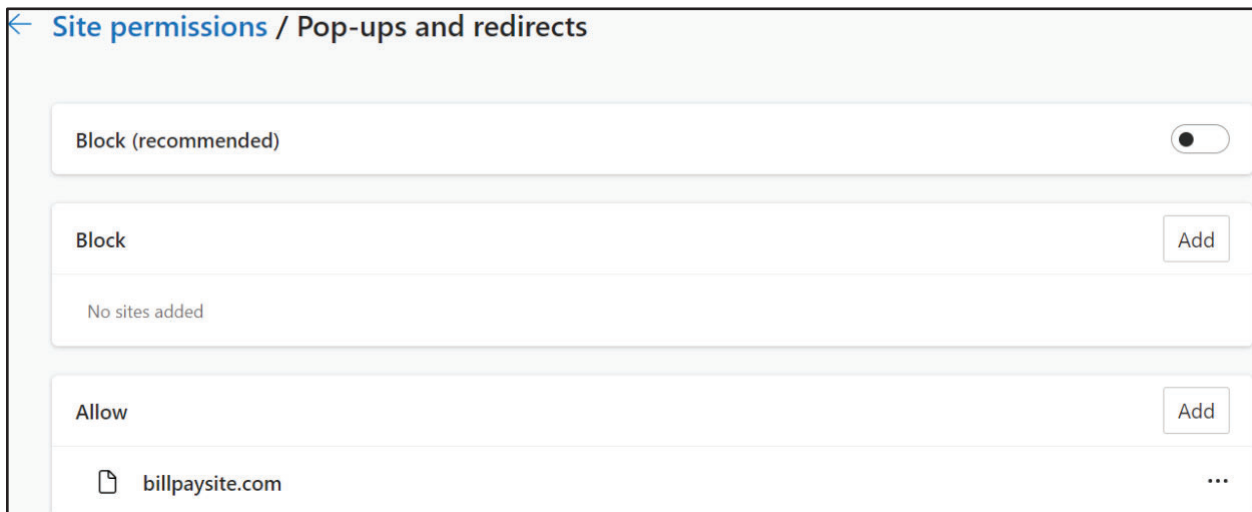 Site permissions / Pop-ups and redirects
Block (recommended)
Block
Add
No sites added
Allow
Add
billpaysite.com